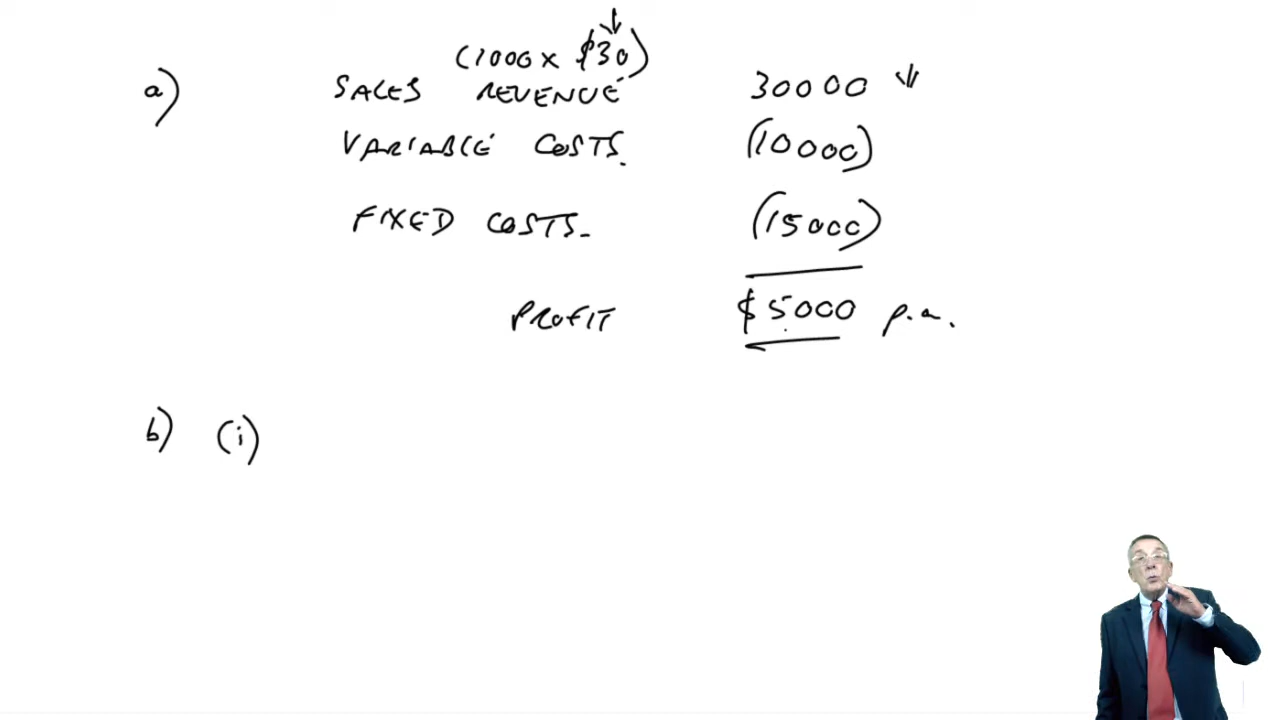 (1000 x $30)
a) SALES REVENUE 30000
VARIABLE COSTS. (10000)
FIXED COSTS. (15000)
PROFIT $5000 p.a.
b) (i)